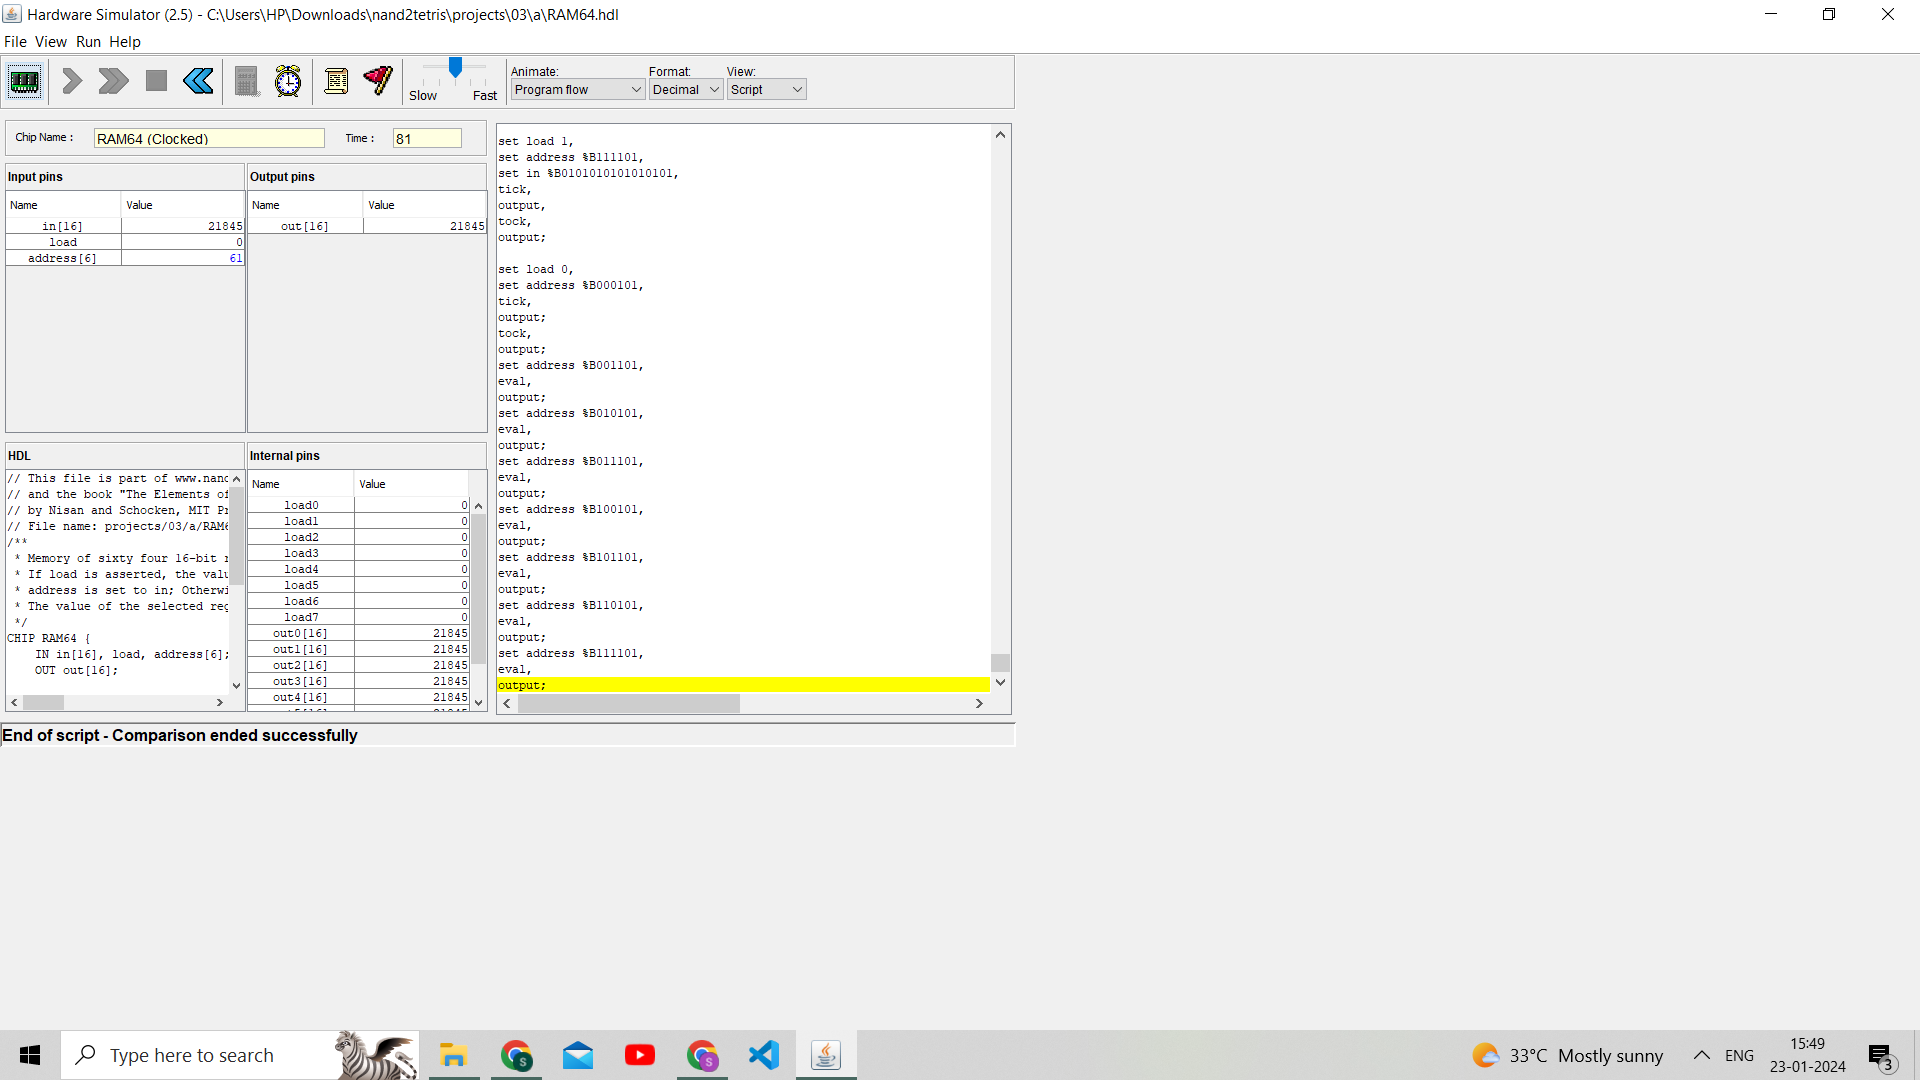 Hardware Simulator (2.5) - C:\Users\HP\Downloads\nand2tetris\projects\03\a\RAM64.hdl
File View Run Help
Slow Fast
Animate: Format: View:
Program flow Decimal Script
Chip Name : RAM64 (Clocked) Time : 81
Input pins
Name Value
in[16] 21845
load 0
address[6] 61
Output pins
Name Value
out[16] 21845
HDL
// This file is part of www.nand
// and the book "The Elements of
// by Nisan and Schocken, MIT Pr
// File name: projects/03/a/RAM6
/**
* Memory of sixty four 16-bit r
* If load is asserted, the valu
* address is set to in; Otherwi
* The value of the selected reg
*/
CHIP RAM64 {
IN in[16], load, address[6];
OUT out[16];
Internal pins
Name Value
load0 0
load1 0
load2 0
load3 0
load4 0
load5 0
load6 0
load7 0
out0[16] 21845
out1[16] 21845
out2[16] 21845
out3[16] 21845
out4[16] 21845
set load 1,
set address %B111101,
set in %B0101010101010101,
tick,
output,
tock,
output;
set load 0,
set address %B000101,
tick,
output;
tock,
output;
set address %B001101,
eval,
output;
set address %B010101,
eval,
output;
set address %B011101,
eval,
output;
set address %B100101,
eval,
output;
set address %B101101,
eval,
output;
set address %B110101,
eval,
output;
set address %B111101,
eval,
output;
End of script - Comparison ended successfully
Type here to search
S
S
33°C Mostly sunny
ENG
15:49
23-01-2024
3